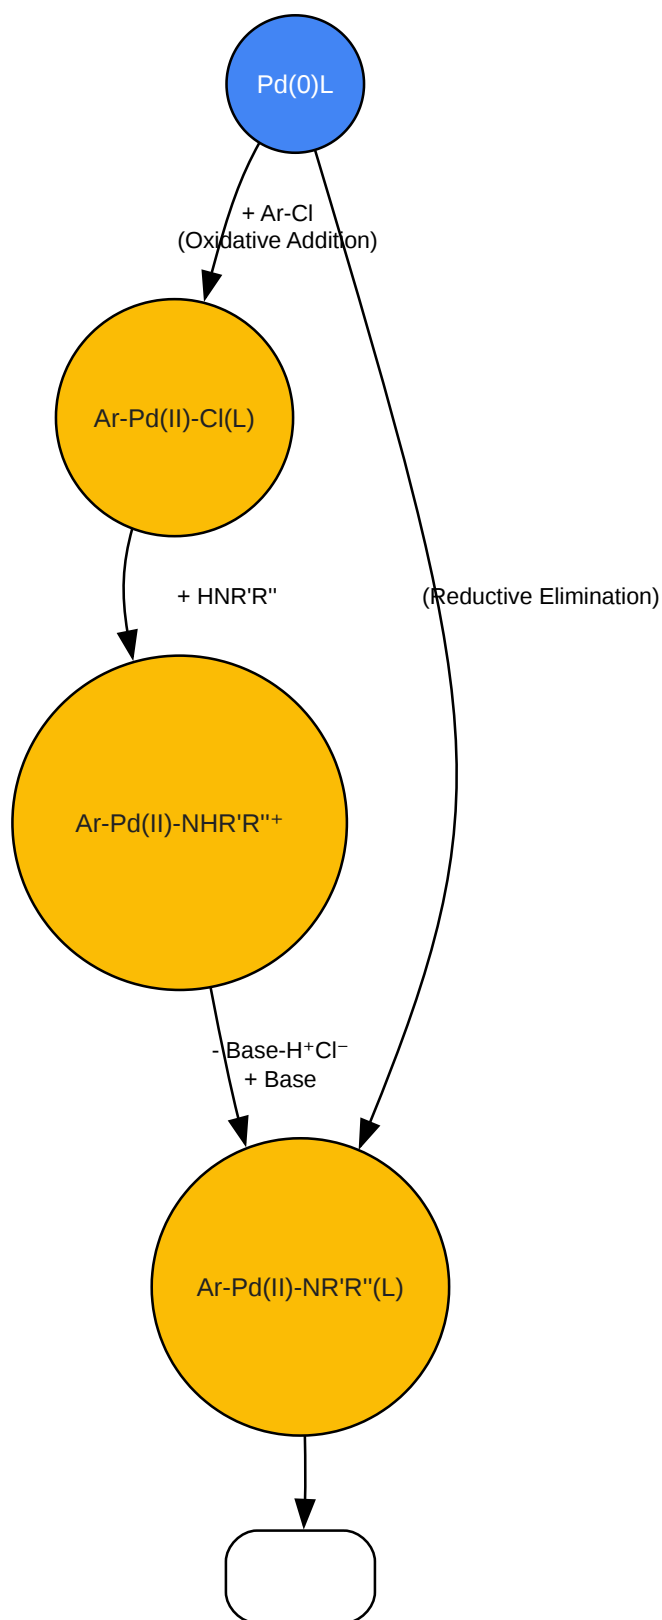 Pd(0)L
+ Ar-Cl
(Oxidative Addition)
Ar-Pd(II)-Cl(L)
+ HNR'R''
(Reductive Elimination)
Ar-Pd(II)-NHR'R''⁺
- Base-H⁺Cl⁻
+ Base
Ar-Pd(II)-NR'R''(L)